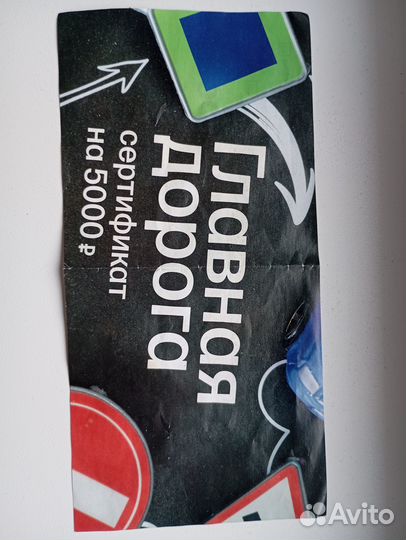 Главная
дорога
сертификат
на 5000 ₽
Avito